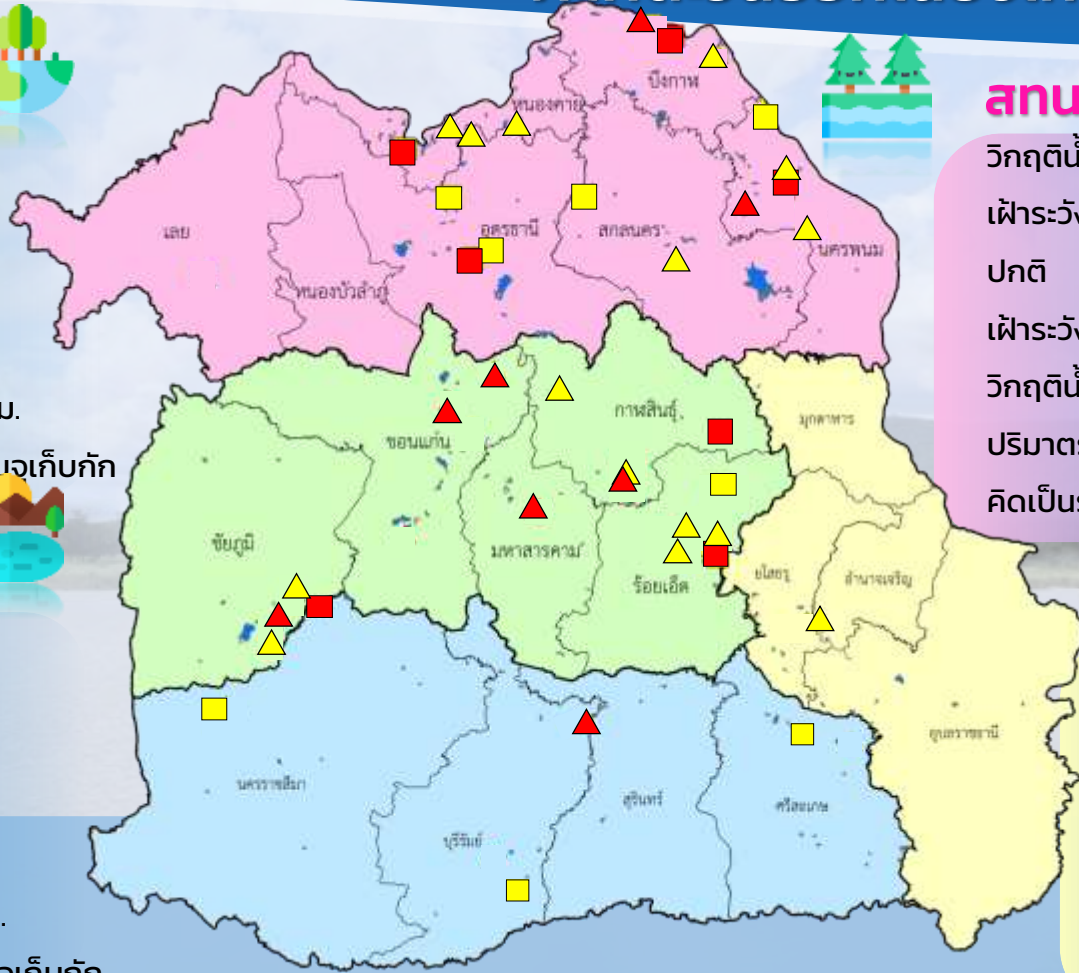 บึงกาฬ
หนองคาย
สทน
วิกฤติน้ำ
เฝ้าระวัง
ปกติ
เฝ้าระวัง
วิกฤติน้ำ
ปริมาตร
เลย
อุดรธานี
สกลนคร
นครพนม
หนองบัวลำภู
ม.
เก็บกัก
ขอนแก่น
กาฬสินธุ์
มุกดาหาร
ชัยภูมิ
มหาสารคาม
ร้อยเอ็ด
ยโสธร
อำนาจเจริญ
อุบลราชธานี
นครราชสีมา
บุรีรัมย์
สุรินทร์
ศรีสะเกษ
เก็บกัก